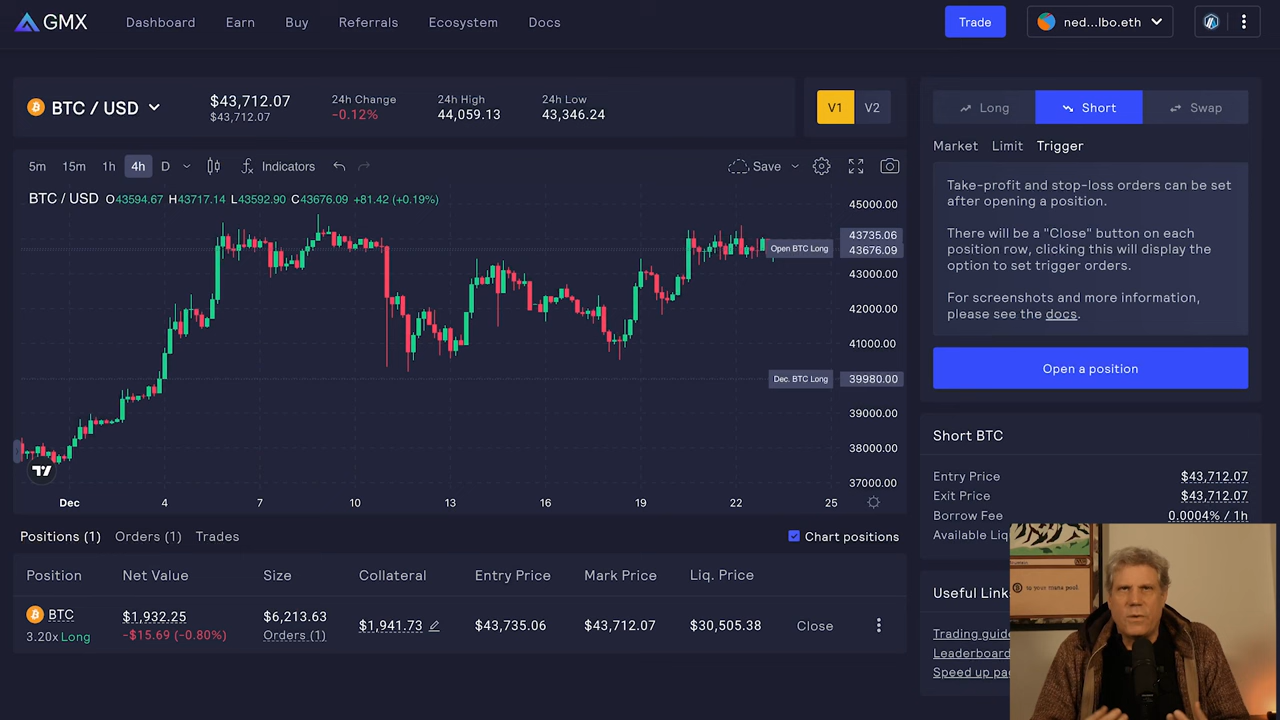 GMX
Dashboard
Earn
Buy
Referrals
Ecosystem
Docs
Trade
ned...lbo.eth
BTC / USD
$43,712.07
$43,712.07
24h Change
-0.12%
24h High
44,059.13
24h Low
43,346.24
V1
V2
5m
15m
1h
4h
D
Indicators
Save
BTC / USD O43594.67 H43717.14 L43592.90 C43676.09 +81.42 (+0.19%)
45000.00
43735.06
Open BTC Long
43676.09
43000.00
42000.00
41000.00
Dec. BTC Long
39980.00
39000.00
38000.00
37000.00
Dec
4
7
10
13
16
19
22
25
Long
Short
Swap
Market
Limit
Trigger
Take-profit and stop-loss orders can be set
after opening a position.
There will be a "Close" button on each
position row, clicking this will display the
option to set trigger orders.
For screenshots and more information,
please see the docs.
Open a position
Short BTC
Entry Price
$43,712.07
Exit Price
$43,712.07
Borrow Fee
0.0004% / 1h
Available Liq
Useful Link
Trading guide
Leaderboard
Speed up pa
Positions (1)
Orders (1)
Trades
Chart positions
Position
Net Value
Size
Collateral
Entry Price
Mark Price
Liq. Price
BTC
3.20x Long
$1,932.25
-$15.69 (-0.80%)
$6,213.63
Orders (1)
$1,941.73
$43,735.06
$43,712.07
$30,505.38
Close
to your mana pool.